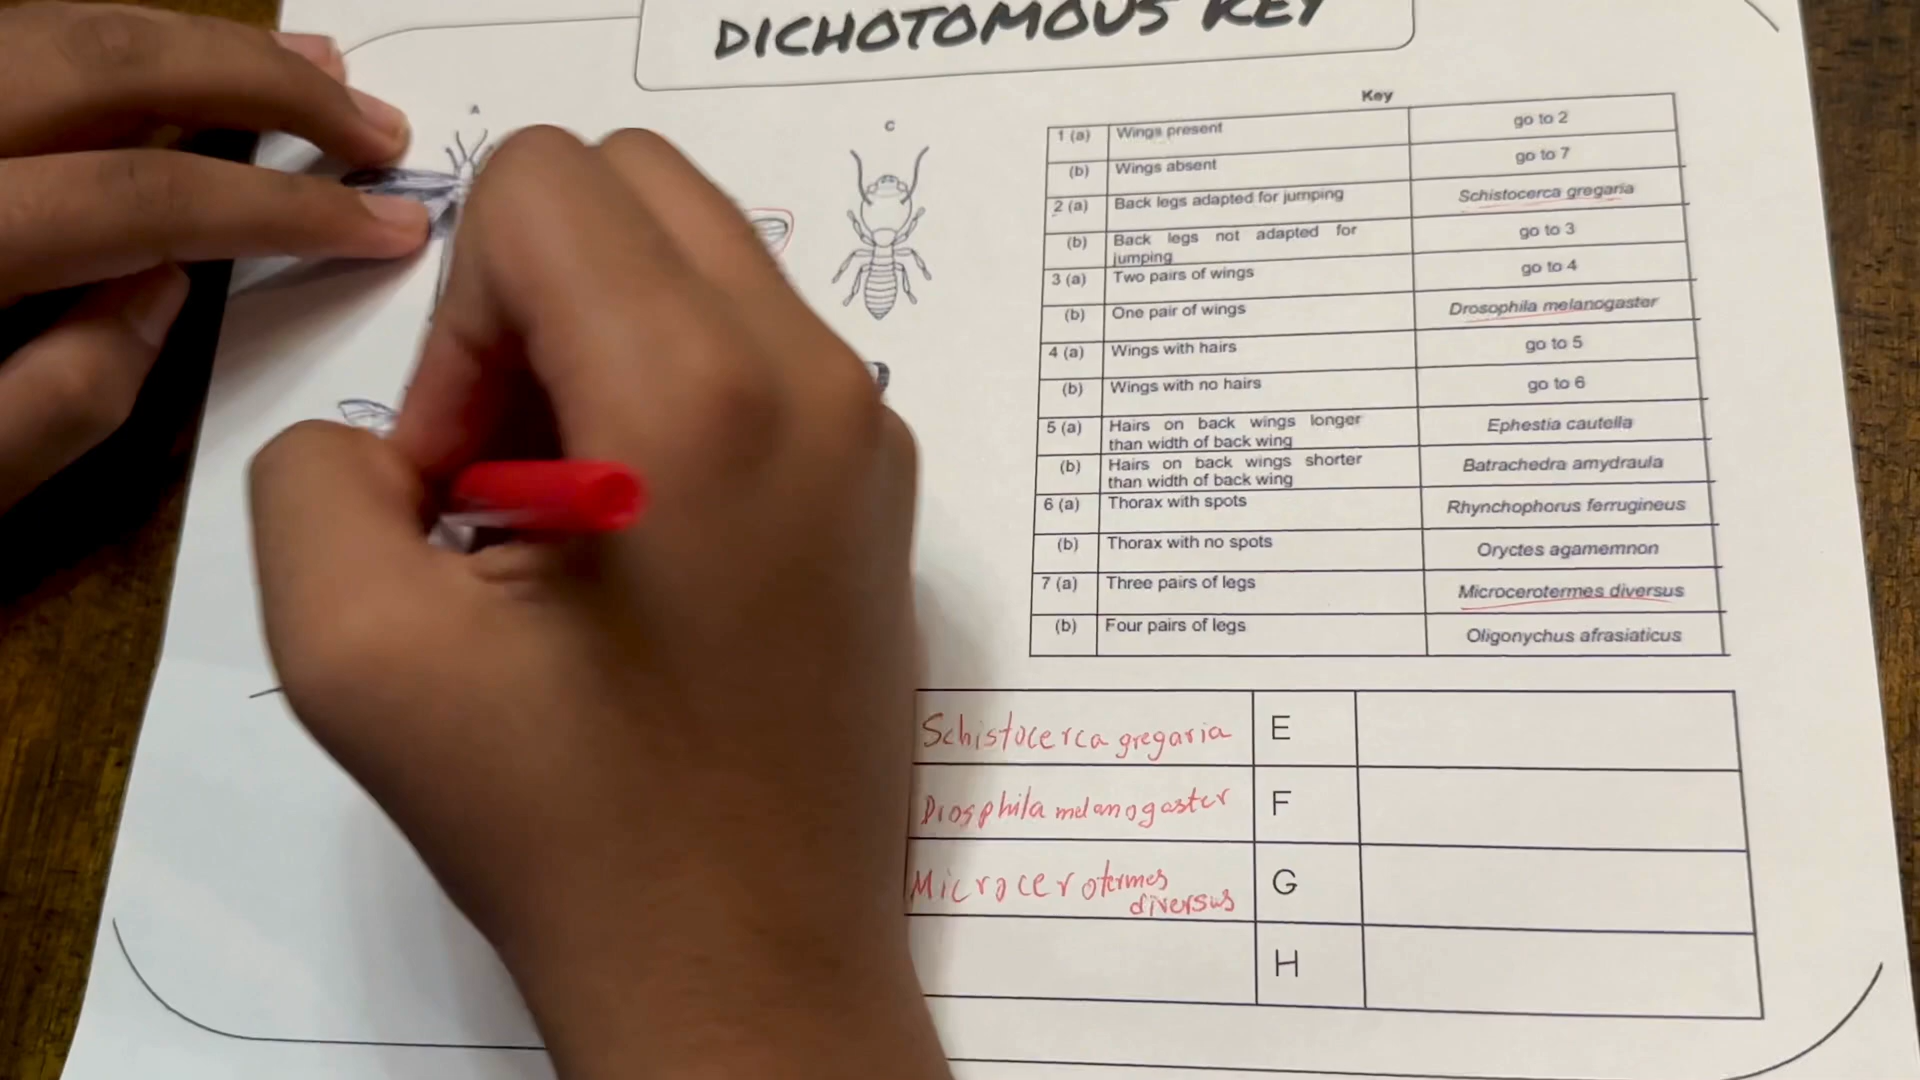 DICHOTOMOUS KEY
A
C
Key
1 (a) Wings present go to 2
(b) Wings absent go to 7
2 (a) Back legs adapted for jumping Schistocerca gregaria
(b) Back legs not adapted for
jumping go to 3
3 (a) Two pairs of wings go to 4
(b) One pair of wings Drosophila melanogaster
4 (a) Wings with hairs go to 5
(b) Wings with no hairs go to 6
5 (a) Hairs on back wings longer
than width of back wing Ephestia cautella
(b) Hairs on back wings shorter
than width of back wing Batrachedra amydraula
6 (a) Thorax with spots Rhynchophorus ferrugineus
(b) Thorax with no spots Oryctes agamemnon
7 (a) Three pairs of legs Microcerotermes diversus
(b) Four pairs of legs Oligonychus afrasiaticus
Schistocerca gregaria E
Drosphila melanogaster F
Microcerotermes
diversus G
H